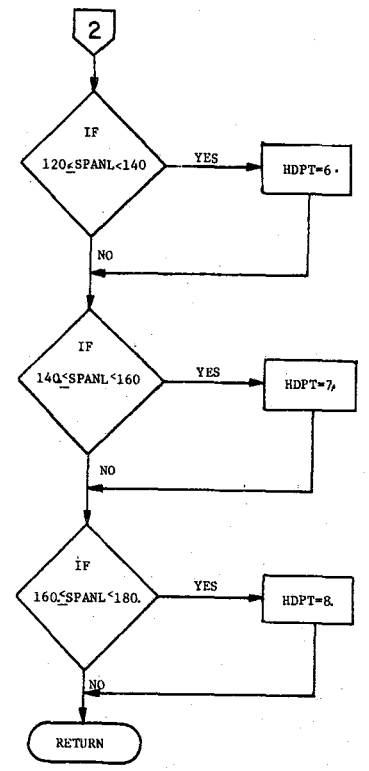 2
IF
120≤SPANL<140
YES
HDPT=6.
NO
IF
140≤SPANL<160
YES
HDPT=7.
NO
IF
160.≤SPANL<180.
YES
HDPT=8.
NO
RETURN